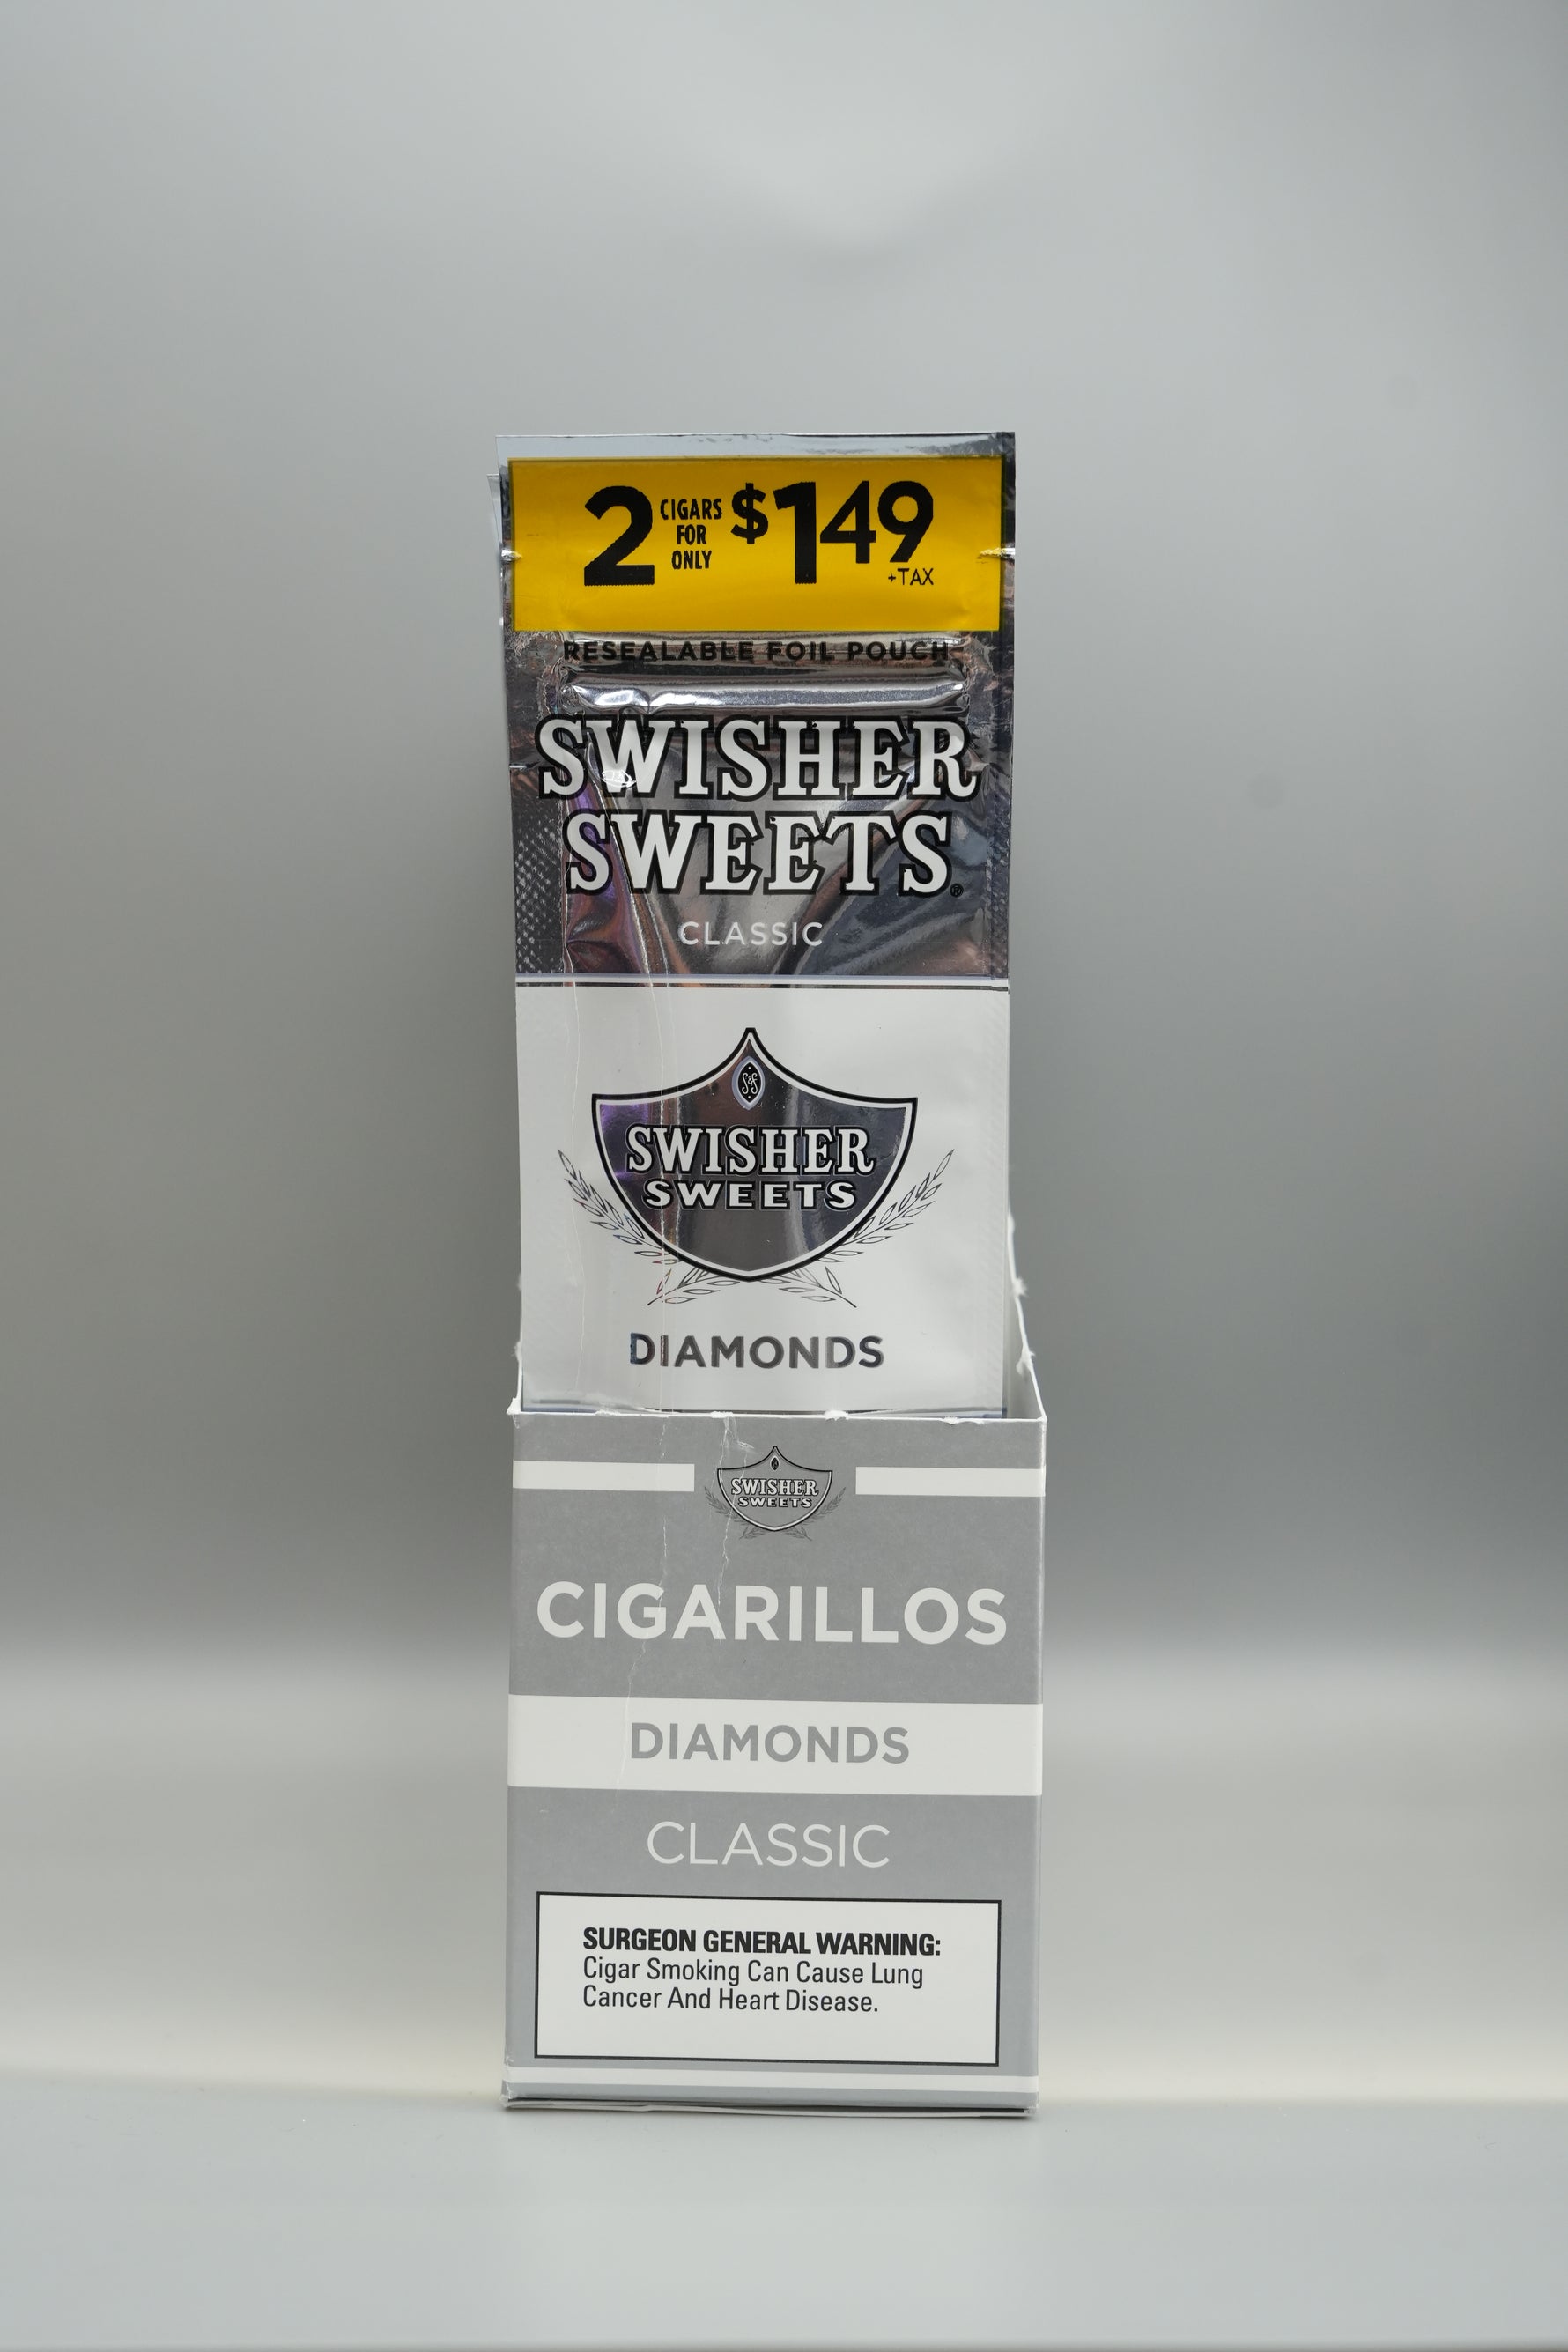 2 CIGARS FOR ONLY $1.49 +TAX
RESEALABLE FOIL POUCH
SWISHER
SWEETS®
CLASSIC
S&S
SWISHER
SWEETS
DIAMONDS
SWISHER
SWEETS
CIGARILLOS
DIAMONDS
CLASSIC
SURGEON GENERAL WARNING:
Cigar Smoking Can Cause Lung
Cancer And Heart Disease.